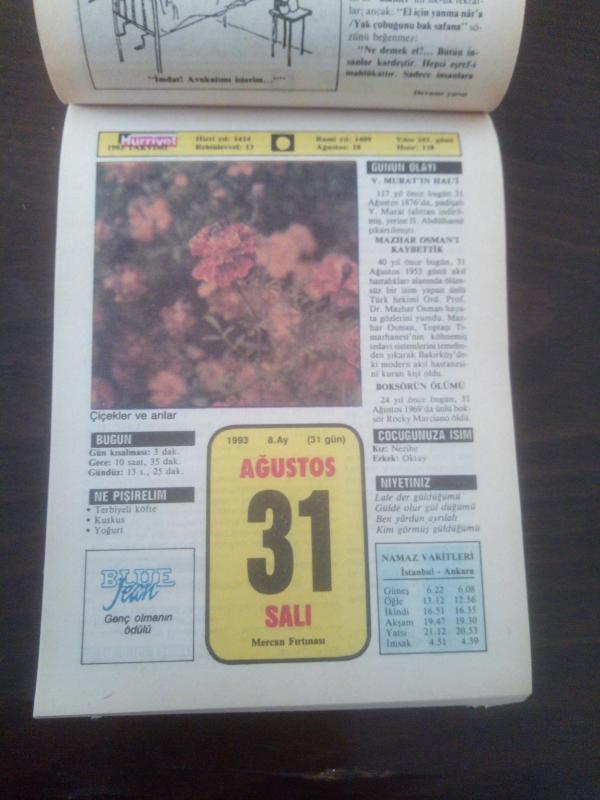 lar; ancak: "El için yanma nâr'a
/Yak çubuğunu bak safana" sö-
zünü beğenmez:
"Ne demek el?... Bütün in-
sanlar kardeştir. Hepsi eşref-i
mahlûkattır. Sadece insanlara
Devamı yarın
"İmdat! Avukatımı isterim..."
Hürriyet
1993 TAKVİMİ
Hicri yıl: 1414
Rebiülevvel: 13
Rumi yıl: 1409
Ağustos: 18
Yılın 243. günü
Hızır: 118
Çiçekler ve arılar
GÜNÜN OLAYI
V. MURAT'IN HAL'İ
117 yıl önce bugün 31
Ağustos 1876'da, padişah
V. Murat tahttan indiril-
miş, yerine II. Abdülhamid
çıkarılmıştı.
MAZHAR OSMAN'I
KAYBETTİK
40 yıl önce bugün, 31
Ağustos 1953 günü akıl
hastalıkları alanında ölüm-
süz bir isim yapan ünlü
Türk hekimi Ord. Prof.
Dr. Mazhar Osman haya-
ta gözlerini yumdu. Maz-
har Osman, Toptaşı Tı-
marhanesi'nin köhnemiş
tedavi sistemlerini temelin-
den yıkarak Bakırköy'de-
ki modern akıl hastanesi-
ni kuran kişi oldu.
BOKSÖRÜN ÖLÜMÜ
24 yıl önce bugün, 31
Ağustos 1969'da ünlü bok-
sör Rocky Marciano öldü.
BUGÜN
Gün kısalması: 3 dak.
Gece: 10 saat, 35 dak.
Gündüz: 13 s., 25 dak.
NE PİŞİRELİM
• Terbiyeli köfte
• Kuskus
• Yoğurt
BLUE
Jean
Genç olmanın
ödülü
1993 8.Ay (31 gün)
AĞUSTOS
31
SALI
Mercan Fırtınası
ÇOCUĞUNUZA İSİM
Kız: Nezihe
Erkek: Oktay
NİYETİNİZ
Lale der güldüğümü
Gülde olur gül düğümü
Ben yârdan ayrılalı
Kim görmüş güldüğümü
NAMAZ VAKİTLERİ
İstanbul - Ankara
Güneş 6.22 6.08
Öğle 13.12 12.56
İkindi 16.51 16.35
Akşam 19.47 19.30
Yatsı 21.12 20.53
İmsak 4.51 4.39